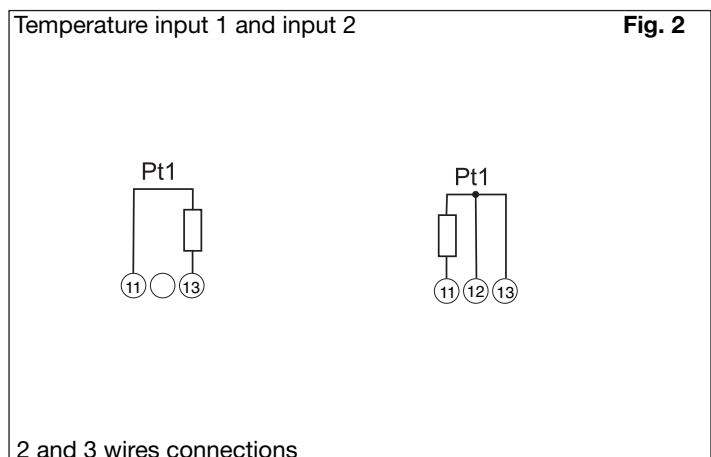 Temperature input 1 and input 2 Fig. 2
Pt1 Pt1
11 13 11 12 13
2 and 3 wires connections